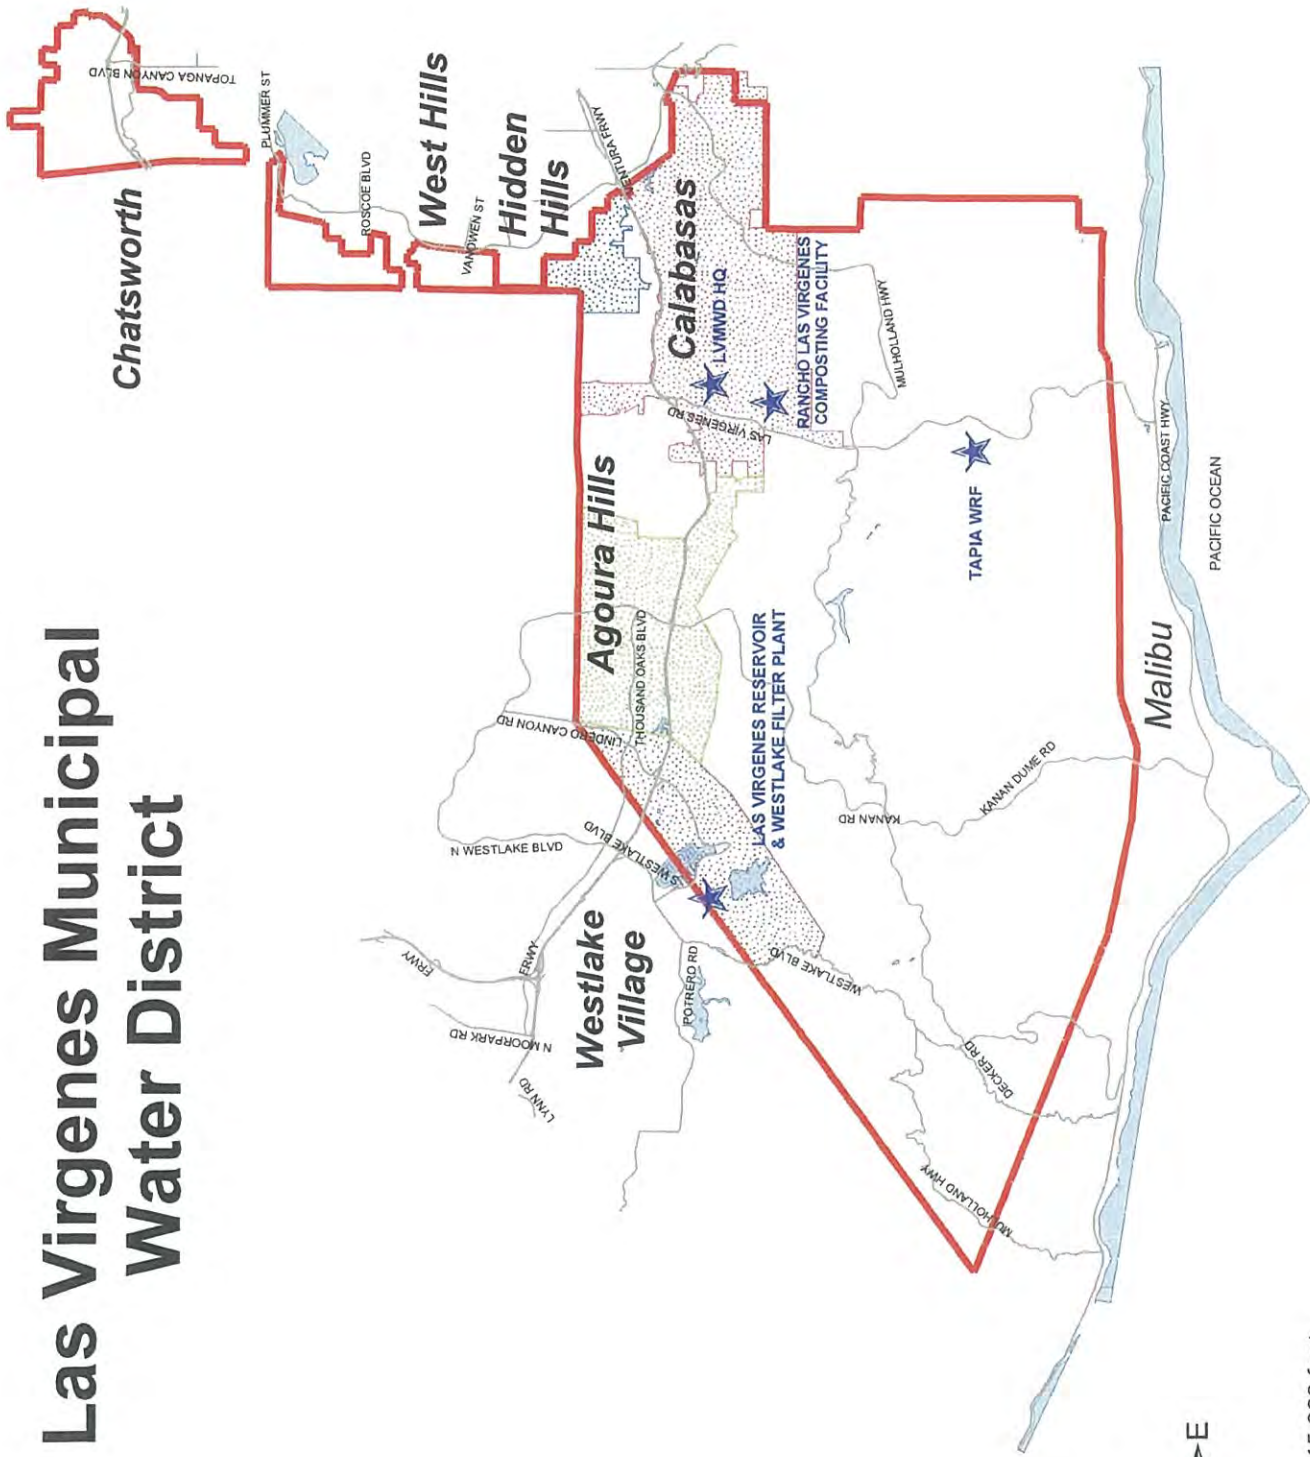 Las Virgenes Municipal
Water District
Chatsworth
TOPANGA CANYON BLVD
PLUMMER ST
ROSCOE BLVD
West Hills
VANOWEN ST
Hidden
Hills
VENTURA FRWY
Calabasas
LVMWD HQ
RANCHO LAS VIRGENES
COMPOSTING FACILITY
MULHOLLAND HWY
LAS VIRGENES RD
Agoura Hills
THOUSAND OAKS BLVD
LINDERO CANYON RD
N WESTLAKE BLVD
S WESTLAKE BLVD
LAS VIRGENES RESERVOIR
& WESTLAKE FILTER PLANT
Westlake
Village
FRWY
FRWY
N MOORPARK RD
LYNN RD
POTRERO RD
WESTLAKE BLVD
KANAN RD
KANAN DUME RD
TAPIA WRF
DECKER RD
MULHOLLAND HWY
Malibu
PACIFIC COAST HWY
PACIFIC OCEAN
E